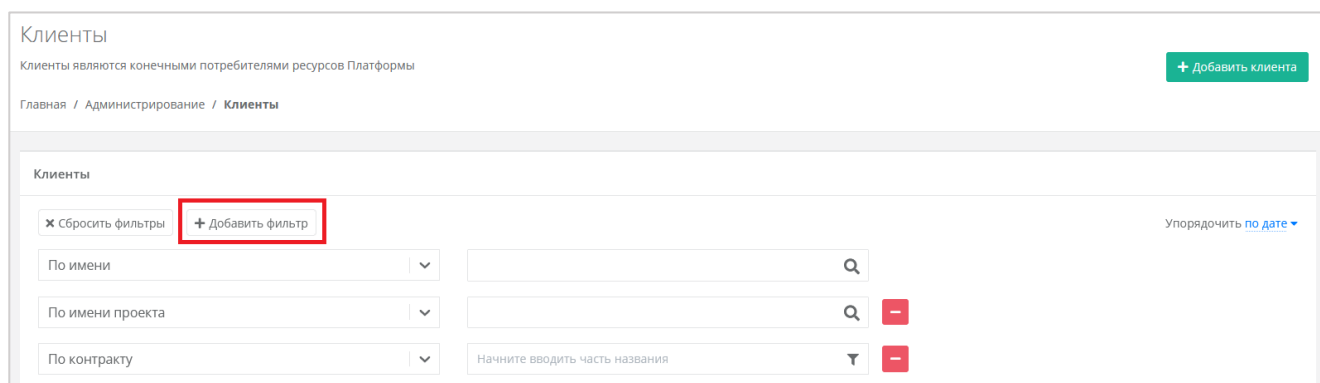 Клиенты
Клиенты являются конечными потребителями ресурсов Платформы
+ Добавить клиента
Главная / Администрирование / Клиенты
Клиенты
× Сбросить фильтры
+ Добавить фильтр
Упорядочить по дате
По имени
По имени проекта
По контракту
Начните вводить часть названия